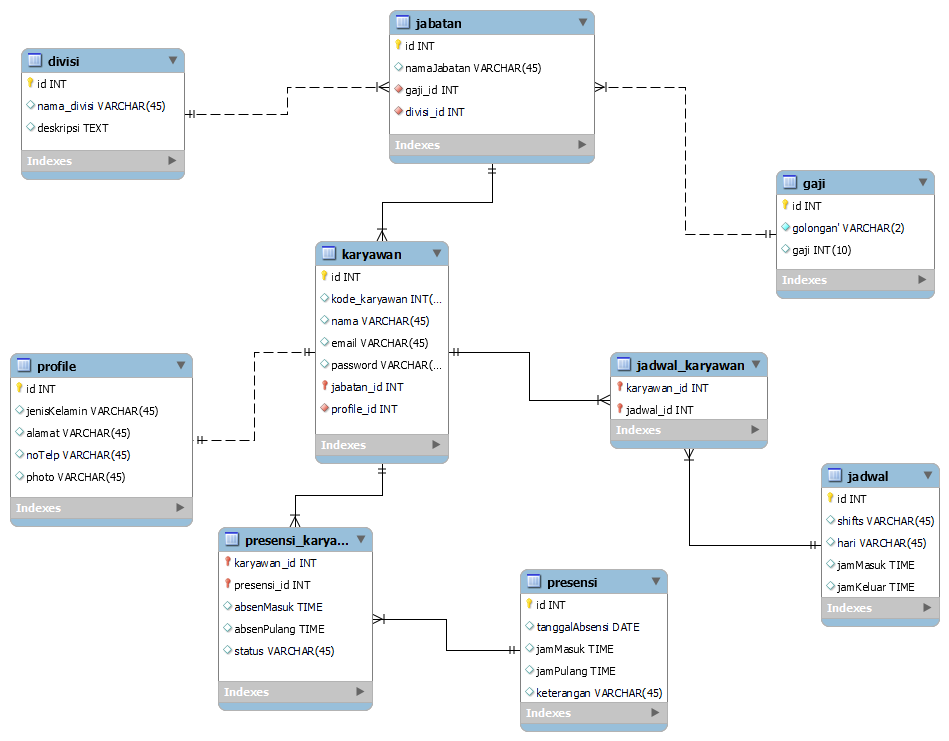 jabatan
id INT
namaJabatan VARCHAR(45)
gaji_id INT
divisi_id INT
Indexes
divisi
id INT
nama_divisi VARCHAR(45)
deskripsi TEXT
Indexes
gaji
id INT
golongan' VARCHAR(2)
gaji INT(10)
Indexes
karyawan
id INT
kode_karyawan INT(...
nama VARCHAR(45)
email VARCHAR(45)
password VARCHAR(...
jabatan_id INT
profile_id INT
Indexes
profile
id INT
jenisKelamin VARCHAR(45)
alamat VARCHAR(45)
noTelp VARCHAR(45)
photo VARCHAR(45)
Indexes
jadwal_karyawan
karyawan_id INT
jadwal_id INT
Indexes
jadwal
id INT
shifts VARCHAR(45)
hari VARCHAR(45)
jamMasuk TIME
jamKeluar TIME
Indexes
presensi_karya...
karyawan_id INT
presensi_id INT
absenMasuk TIME
absenPulang TIME
status VARCHAR(45)
Indexes
presensi
id INT
tanggalAbsensi DATE
jamMasuk TIME
jamPulang TIME
keterangan VARCHAR(45)
Indexes